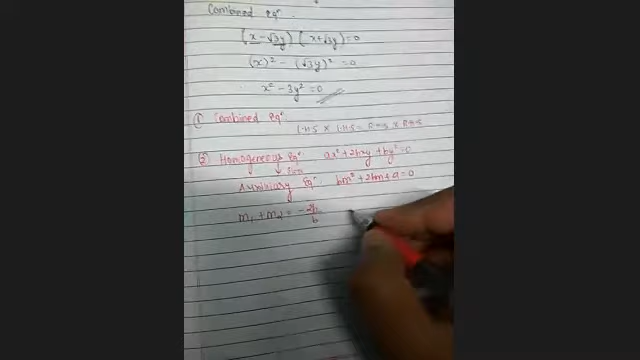 Combined eqⁿ.
(x - √3y) (x + √3y) = 0
(x)² - (√3y)² = 0
x² - 3y² = 0
① Combined Eqⁿ
L.H.S × L.H.S = R.H.S × R.H.S
② Homogeneous Eqⁿ ax² + 2hxy + by² = 0
Auxiliary Eqⁿ bm² + 2hm + a = 0
m₁ + m₂ = -2h/b